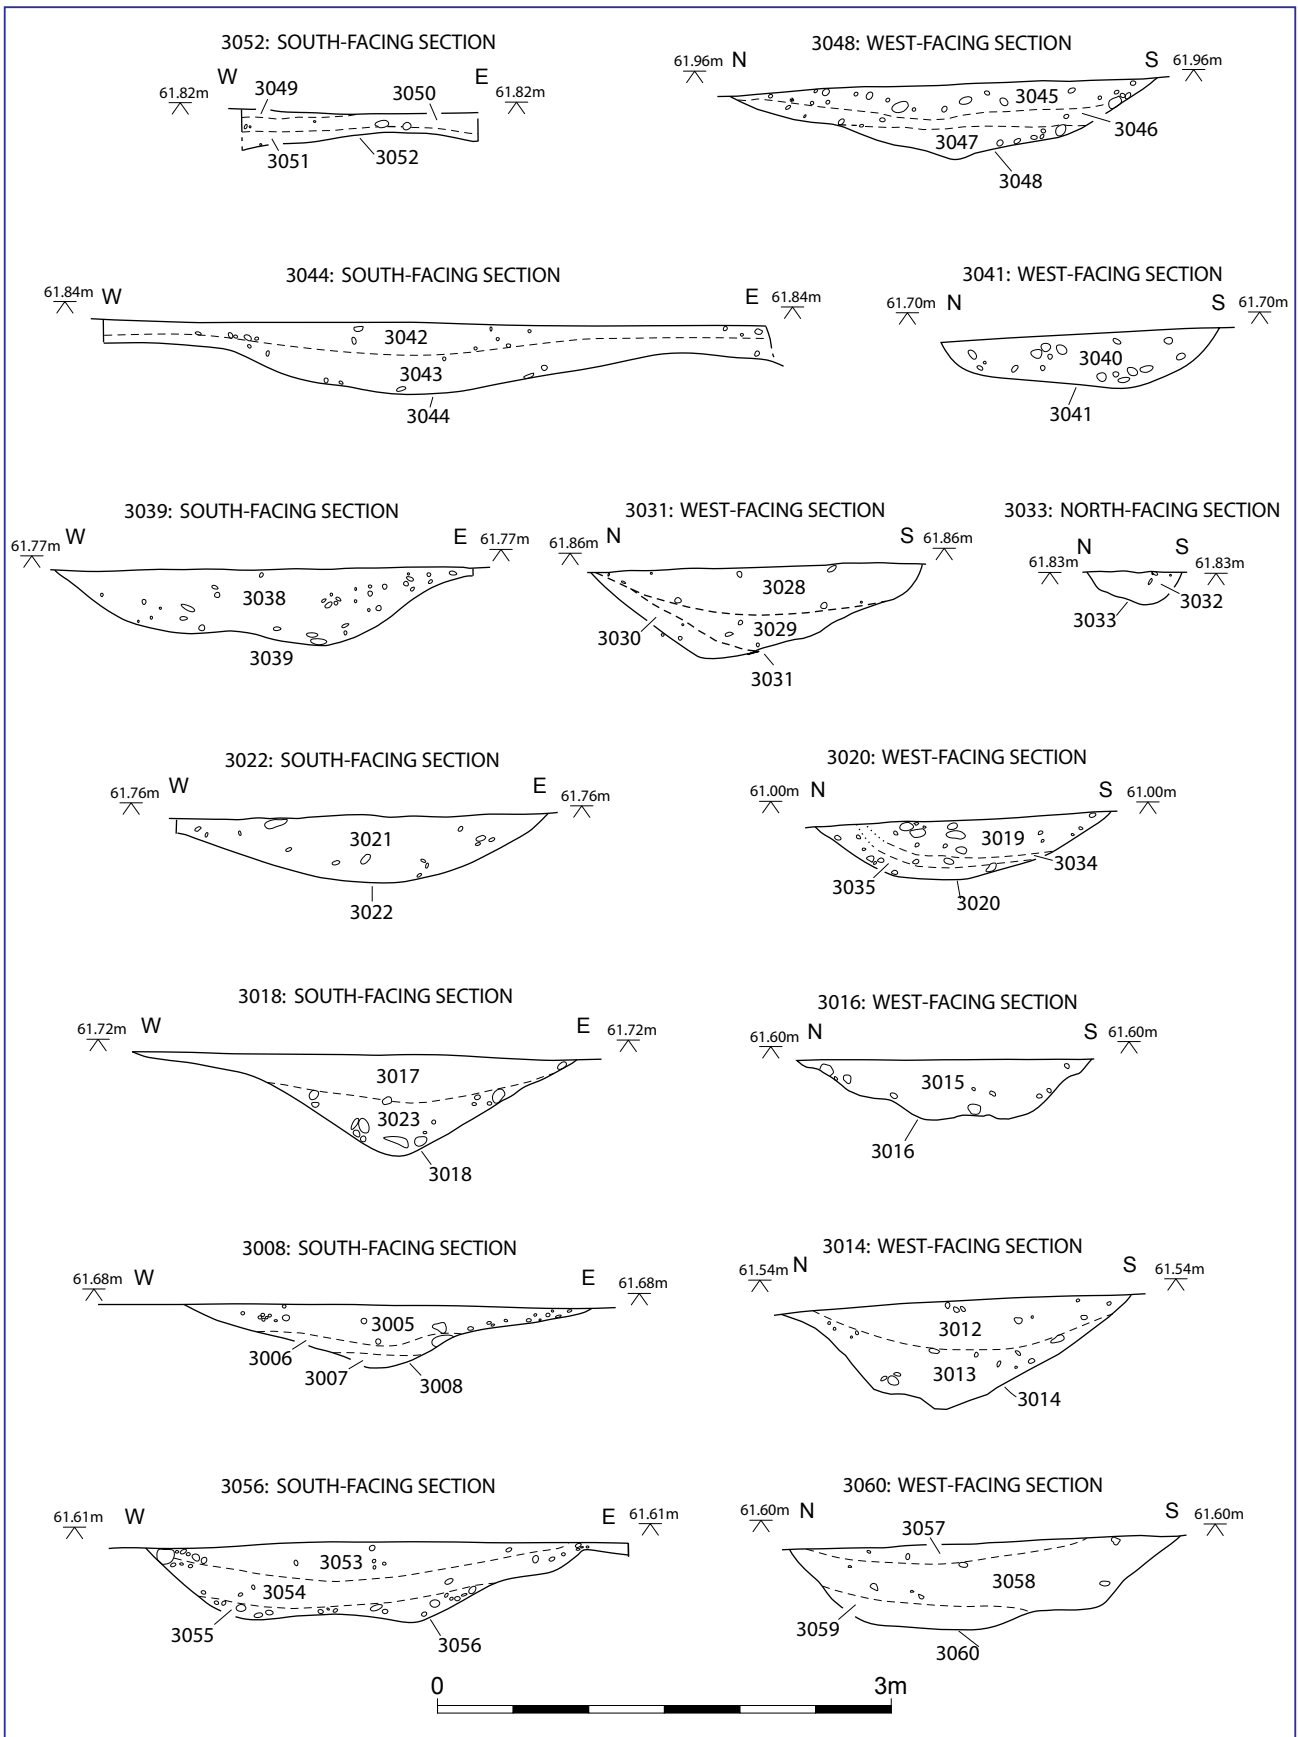 3052: SOUTH-FACING SECTION
W E
61.82m 61.82m
3049 3050
3051 3052
3048: WEST-FACING SECTION
61.96m N S 61.96m
3045
3046
3047
3048
3044: SOUTH-FACING SECTION
61.84m W E 61.84m
3042
3043
3044
3041: WEST-FACING SECTION
61.70m N S 61.70m
3040
3041
3039: SOUTH-FACING SECTION
61.77m W E 61.77m
3038
3039
3031: WEST-FACING SECTION
61.86m N S 61.86m
3028
3030 3029
3031
3033: NORTH-FACING SECTION
N S
61.83m 61.83m
3032
3033
3022: SOUTH-FACING SECTION
61.76m W E 61.76m
3021
3022
3020: WEST-FACING SECTION
61.00m N S 61.00m
3019
3034
3035
3020
3018: SOUTH-FACING SECTION
61.72m W E 61.72m
3017
3023
3018
3016: WEST-FACING SECTION
61.60m N S 61.60m
3015
3016
3008: SOUTH-FACING SECTION
61.68m W E 61.68m
3005
3006
3007 3008
3014: WEST-FACING SECTION
61.54m N S 61.54m
3012
3013
3014
3056: SOUTH-FACING SECTION
61.61m W E 61.61m
3053
3054
3055 3056
3060: WEST-FACING SECTION
61.60m N S 61.60m
3057
3058
3059
3060
0 3m